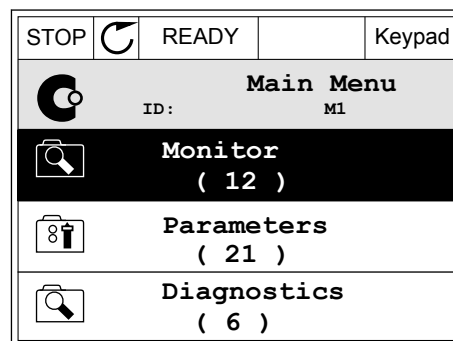 STOP READY Keypad
Main Menu
ID: M1
Monitor
( 12 )
Parameters
( 21 )
Diagnostics
( 6 )